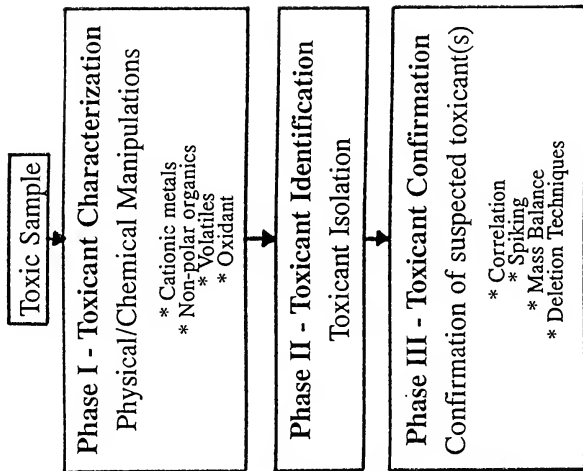 Toxic Sample
Phase I - Toxicant Characterization
Physical/Chemical Manipulations
* Cationic metals
* Non-polar organics
* Volatiles
* Oxidant
Phase II - Toxicant Identification
Toxicant Isolation
Phase III - Toxicant Confirmation
Confirmation of suspected toxicant(s)
* Correlation
* Spiking
* Mass Balance
* Deletion Techniques